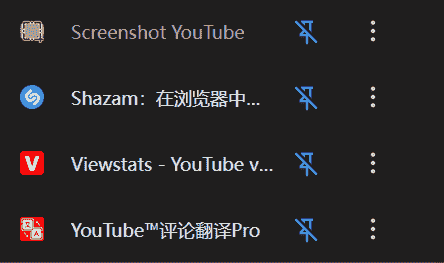 Screenshot YouTube
Shazam：在浏览器中...
Viewstats - YouTube v...
YouTube™评论翻译Pro